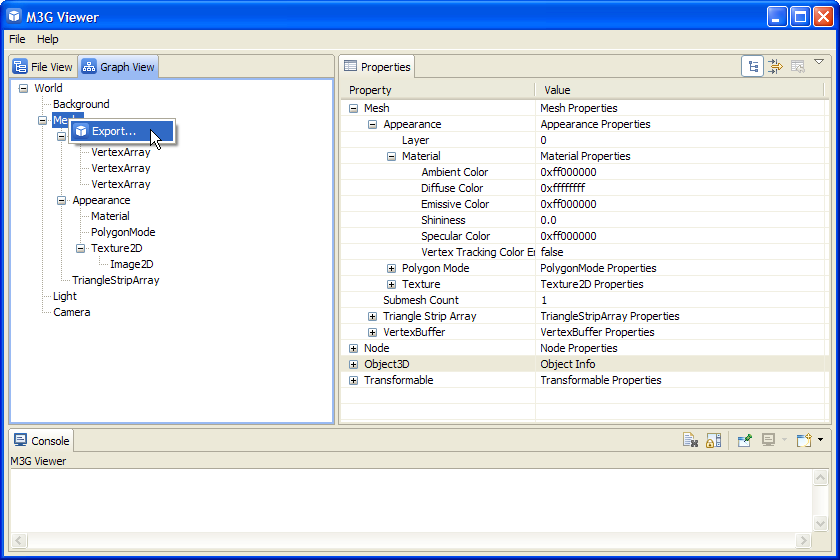 M3G Viewer
File Help
File View Graph View
World
Background
Export...
VertexArray
VertexArray
VertexArray
Appearance
Material
PolygonMode
Texture2D
Image2D
TriangleStripArray
Light
Camera
Properties
Property Value
Mesh Mesh Properties
Appearance Appearance Properties
Layer 0
Material Material Properties
Ambient Color 0xff000000
Diffuse Color 0xffffffff
Emissive Color 0xff000000
Shininess 0.0
Specular Color 0xff000000
Vertex Tracking Color false
Polygon Mode PolygonMode Properties
Texture Texture2D Properties
Submesh Count 1
Triangle Strip Array TriangleStripArray Properties
VertexBuffer VertexBuffer Properties
Node Node Properties
Object3D Object Info
Transformable Transformable Properties
Console
M3G Viewer